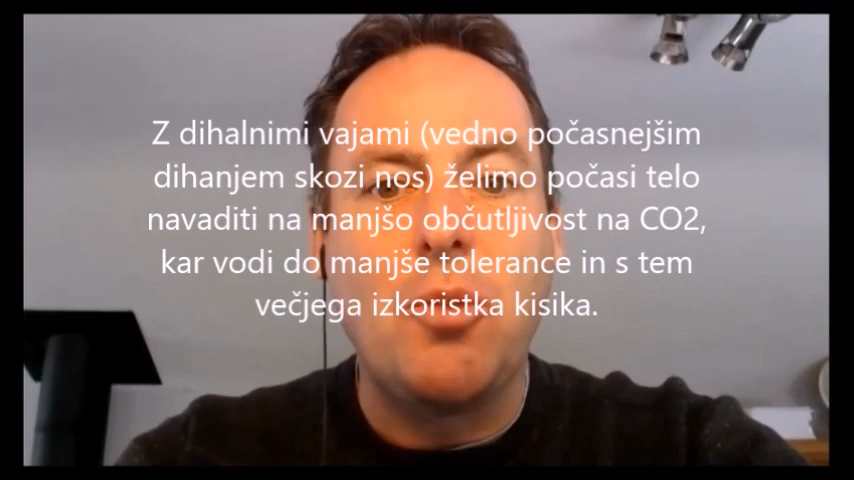 Z dihalnimi vajami (vedno počasnejšim
dihanjem skozi nos) želimo počasi telo
navaditi na manjšo občutljivost na CO2,
kar vodi do manjše tolerance in s tem
večjega izkoristka kisika.